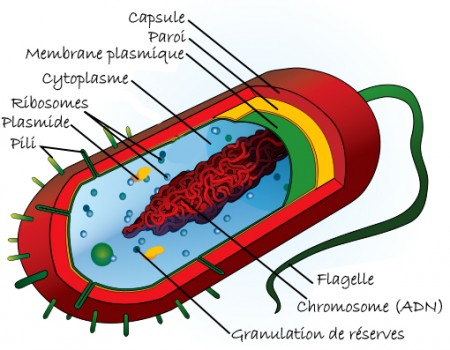 Capsule
Paroi
Membrane plasmique
Cytoplasme
Ribosomes
Plasmide
Pili
Flagelle
Chromosome (ADN)
Granulation de réserves